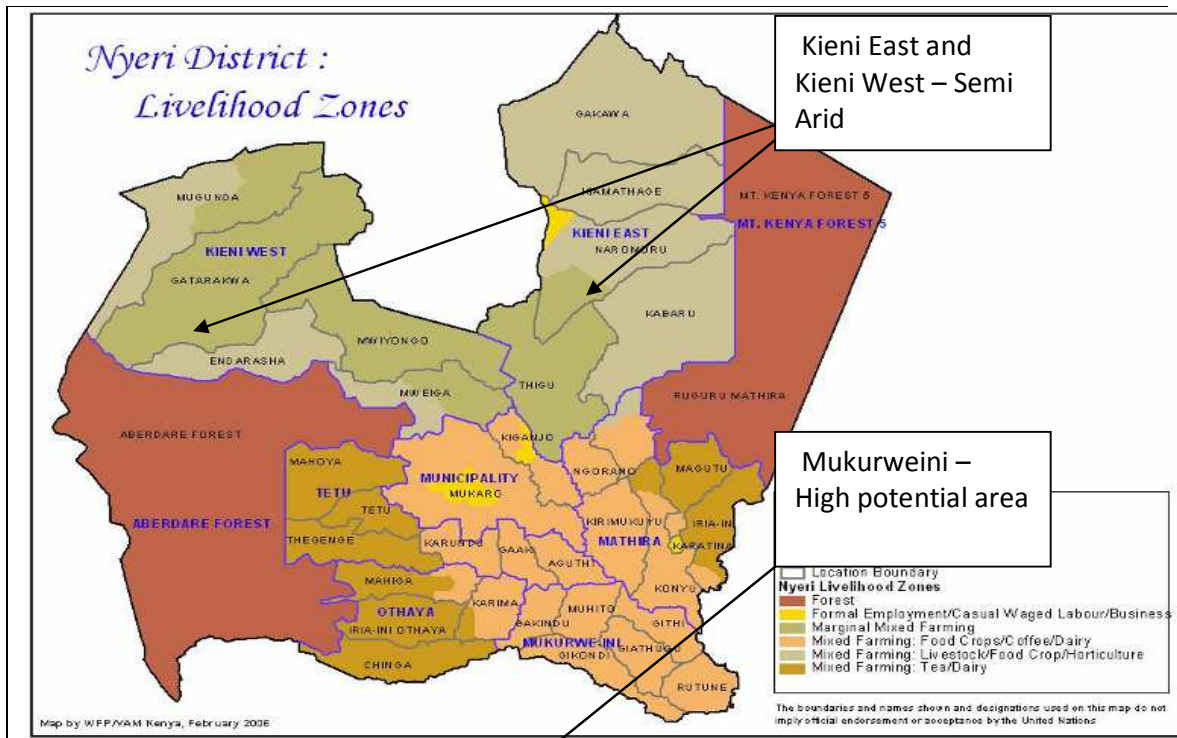 Nyeri District :
Livelihood Zones
Kieni East and
Kieni West – Semi
Arid
GAKAWA
MUGUNDA
MT. KENYA FOREST 5
MT. KENYA FOREST 5
KIENI EAST
NAROMORU
KIENI WEST
GATARAKWA
KABARU
MWIYONGO
ENDARASHA
THIGU
MWEIGA
RUGURU MATHIRA
ABERDARE FOREST
KIGANJO
MAHOYA
NGORANO
MAGUTU
MUNICIPALITY
MUKARO
TETU
TETU
ABERDARE FOREST
KIRIMUKUYU
IRIA-INI
THEGENGE
KARUNDU
GAAKI
MATHIRA
KARATINA
AGUTHI
MAHIGA
KONYU
OTHAYA
KARIMA
MUHITO
GITHI
IRIA-INI OTHAYA
GAKINDU
MUKURWE-INI
GIATHUGU
GIKONDI
CHINGA
RUTUNE
Mukurweini –
High potential area
Location Boundary
Nyeri Livelihood Zones
Forest
Formal Employment/Casual Waged Labour/Business
Marginal Mixed Farming
Mixed Farming: Food Crops/Coffee/Dairy
Mixed Farming: Livestock/Food Crop/Horticulture
Mixed Farming: Tea/Dairy
Map by WFP/VAM Kenya, February 2006
The boundaries and names shown and designations used on this map do not
imply official endorsement or acceptance by the United Nations